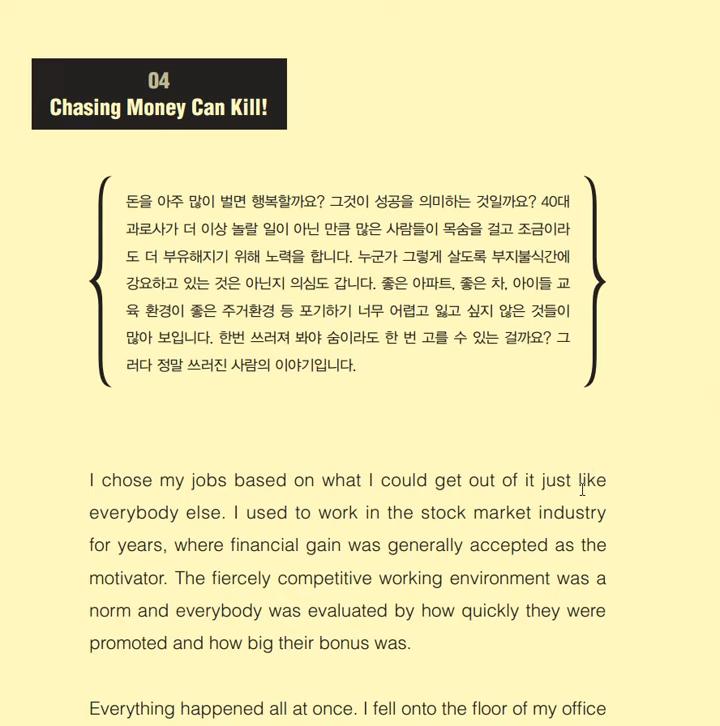 04
Chasing Money Can Kill!
돈을 아주 많이 벌면 행복할까요? 그것이 성공을 의미하는 것일까요? 40대
과로사가 더 이상 놀랄 일이 아닌 만큼 많은 사람들이 목숨을 걸고 조금이라
도 더 부유해지기 위해 노력을 합니다. 누군가 그렇게 살도록 부지불식간에
강요하고 있는 것은 아닌지 의심도 갑니다. 좋은 아파트, 좋은 차, 아이들 교
육 환경이 좋은 주거환경 등 포기하기 너무 어렵고 잃고 싶지 않은 것들이
많아 보입니다. 한번 쓰러져 봐야 숨이라도 한 번 고를 수 있는 걸까요? 그
러다 정말 쓰러진 사람의 이야기입니다.
I chose my jobs based on what I could get out of it just like
everybody else. I used to work in the stock market industry
for years, where financial gain was generally accepted as the
motivator. The fiercely competitive working environment was a
norm and everybody was evaluated by how quickly they were
promoted and how big their bonus was.
Everything happened all at once. I fell onto the floor of my office